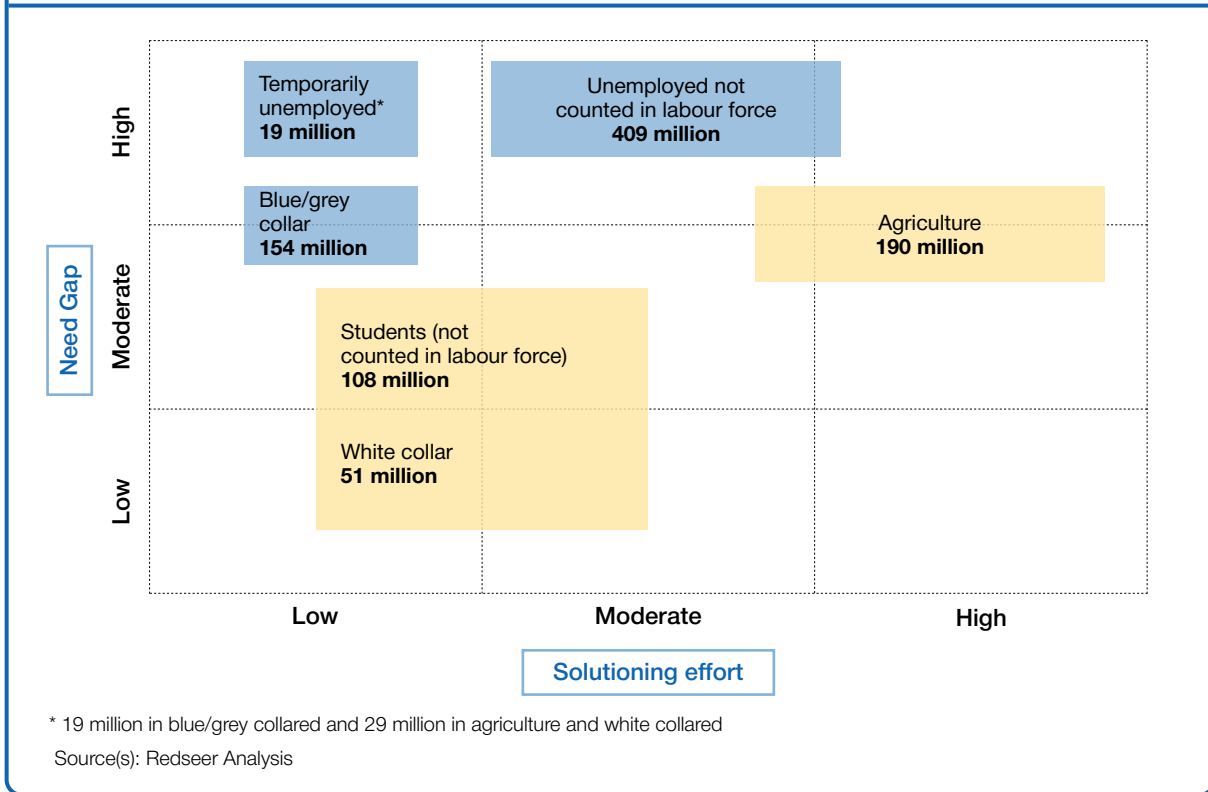 High
Temporarily
unemployed*
19 million
Unemployed not
counted in labour force
409 million
Blue/grey
collar
154 million
Agriculture
190 million
Need Gap
Moderate
Students (not
counted in labour force)
108 million
Low
White collar
51 million
Low
Moderate
High
Solutioning effort
* 19 million in blue/grey collared and 29 million in agriculture and white collared
Source(s): Redseer Analysis